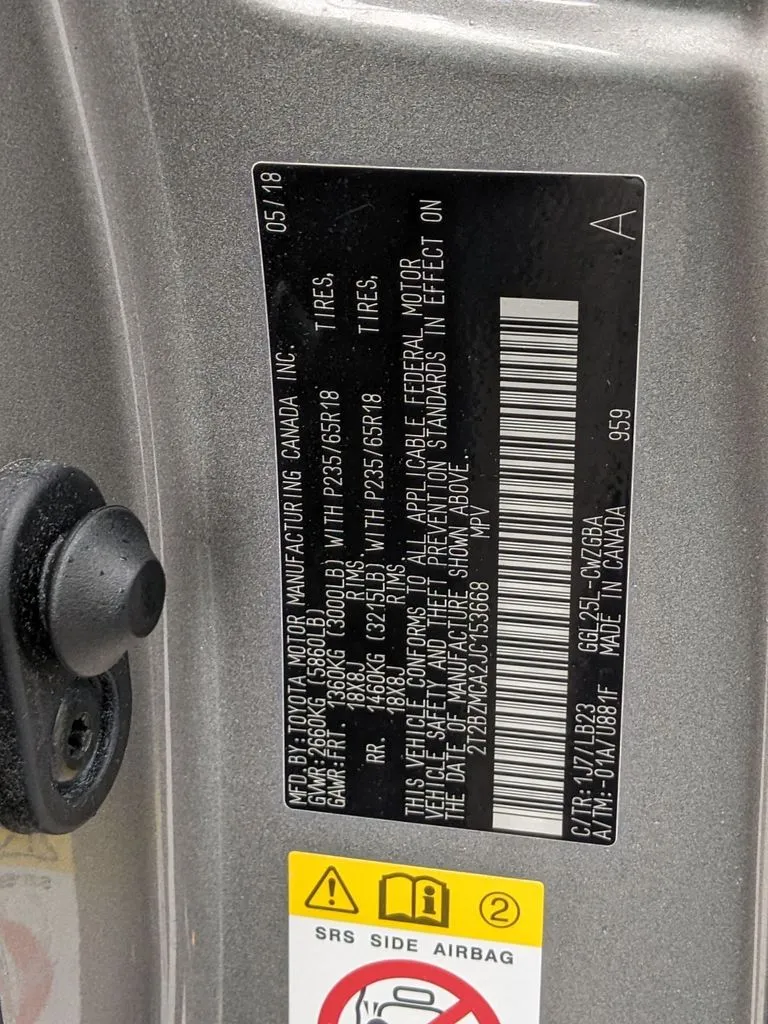 MFD.BY:TOYOTA MOTOR MANUFACTURING CANADA INC. 05/18
GVWR:2660KG (5860LB)
GAWR:FRT. 1360KG (3000LB) WITH P235/65R18 TIRES,
18X8J RIMS.
RR. 1460KG (3215LB) WITH P235/65R18 TIRES,
18X8J RIMS.
THIS VEHICLE CONFORMS TO ALL APPLICABLE FEDERAL MOTOR
VEHICLE SAFETY AND THEFT PREVENTION STANDARDS IN EFFECT ON
THE DATE OF MANUFACTURE SHOWN ABOVE.
2T2BZMCA2JC153668 MPV
C/TR:1J7/LB23 GGL25L-CWZGBA
A/TM:-01A/U881F MADE IN CANADA 959 A
2
SRS SIDE AIRBAG